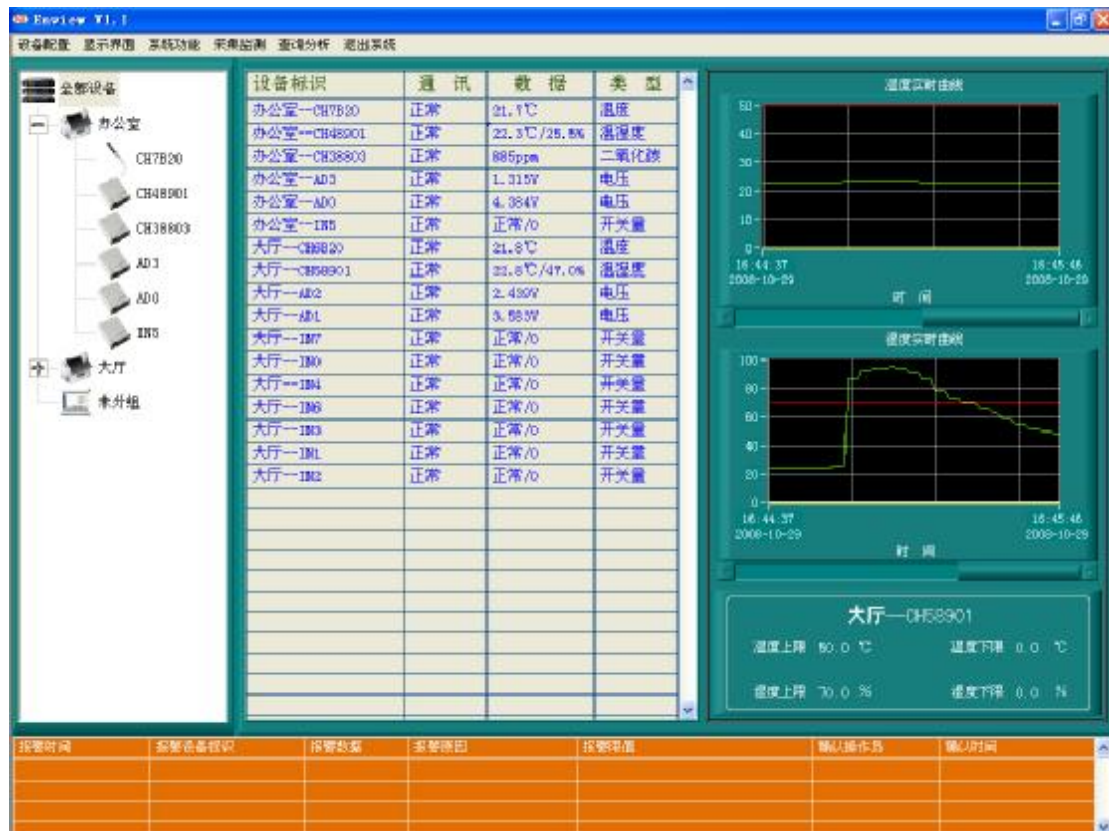 Enview V1.1
设备配置 显示界面 系统功能 采集监测 查询分析 退出系统
全部设备
办公室
CH7B20
CH48901
CH38803
AD3
AD0
IN5
大厅
未分组
设备标识 通 讯 数 据 类 型
办公室--CH7B20 正常 21.7℃ 温度
办公室--CH48901 正常 22.3℃/25.8% 温湿度
办公室--CH38803 正常 885ppm 二氧化碳
办公室--AD3 正常 1.315V 电压
办公室--AD0 正常 4.384V 电压
办公室--IN5 正常 正常/0 开关量
大厅--CH6B20 正常 21.8℃ 温度
大厅--CH58901 正常 22.8℃/47.0% 温湿度
大厅--AD2 正常 2.439V 电压
大厅--AD1 正常 3.583V 电压
大厅--IN7 正常 正常/0 开关量
大厅--IN0 正常 正常/0 开关量
大厅--IN4 正常 正常/0 开关量
大厅--IN6 正常 正常/0 开关量
大厅--IN3 正常 正常/0 开关量
大厅--IN1 正常 正常/0 开关量
大厅--IN2 正常 正常/0 开关量
温度实时曲线
50
40
30
20
10
0
16:44:37 16:45:46
2008-10-29 2008-10-29
时 间
湿度实时曲线
100
80
60
40
20
0
16:44:37 16:45:46
2008-10-29 2008-10-29
时 间
大厅--CH58901
温度上限 50.0 ℃ 温度下限 0.0 ℃
湿度上限 70.0 % 湿度下限 0.0 %
报警时间 报警设备标识 报警数据 报警原因 报警限值 确认操作员 确认时间